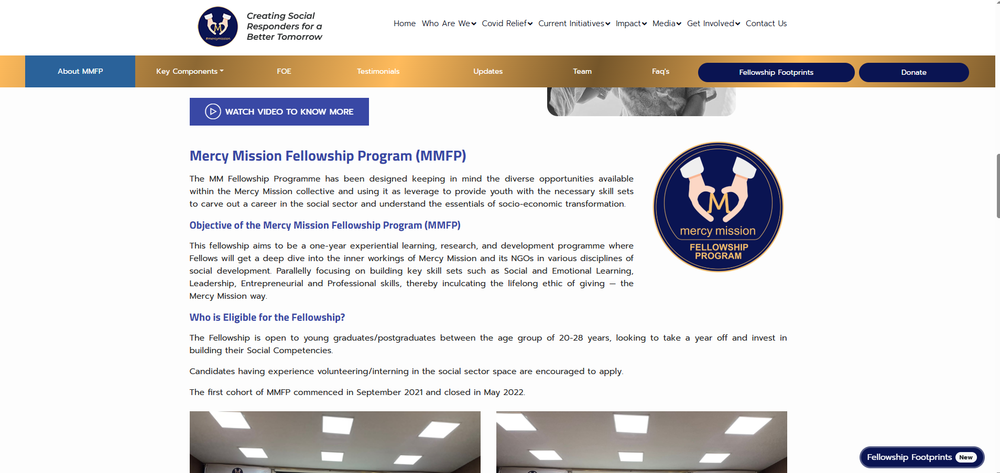 #mercymission
Creating Social
Responders for a
Better Tomorrow
Home Who Are We Covid Relief Current Initiatives Impact Media Get Involved Contact Us
About MMFP Key Components FOE Testimonials Updates Team Faq's Fellowship Footprints Donate
WATCH VIDEO TO KNOW MORE
Mercy Mission Fellowship Program (MMFP)
The MM Fellowship Programme has been designed keeping in mind the diverse opportunities available
within the Mercy Mission collective and using it as leverage to provide youth with the necessary skill sets
to carve out a career in the social sector and understand the essentials of socio-economic transformation.
M
mercy mission
FELLOWSHIP
PROGRAM
Objective of the Mercy Mission Fellowship Program (MMFP)
This fellowship aims to be a one-year experiential learning, research, and development programme where
Fellows will get a deep dive into the inner workings of Mercy Mission and its NGOs in various disciplines of
social development. Parallelly focusing on building key skill sets such as Social and Emotional Learning,
Leadership, Entrepreneurial and Professional skills, thereby inculcating the lifelong ethic of giving – the
Mercy Mission way.
Who is Eligible for the Fellowship?
The Fellowship is open to young graduates/postgraduates between the age group of 20-28 years, looking to take a year off and invest in
building their Social Competencies.
Candidates having experience volunteering/interning in the social sector space are encouraged to apply.
The first cohort of MMFP commenced in September 2021 and closed in May 2022.
Fellowship Footprints New